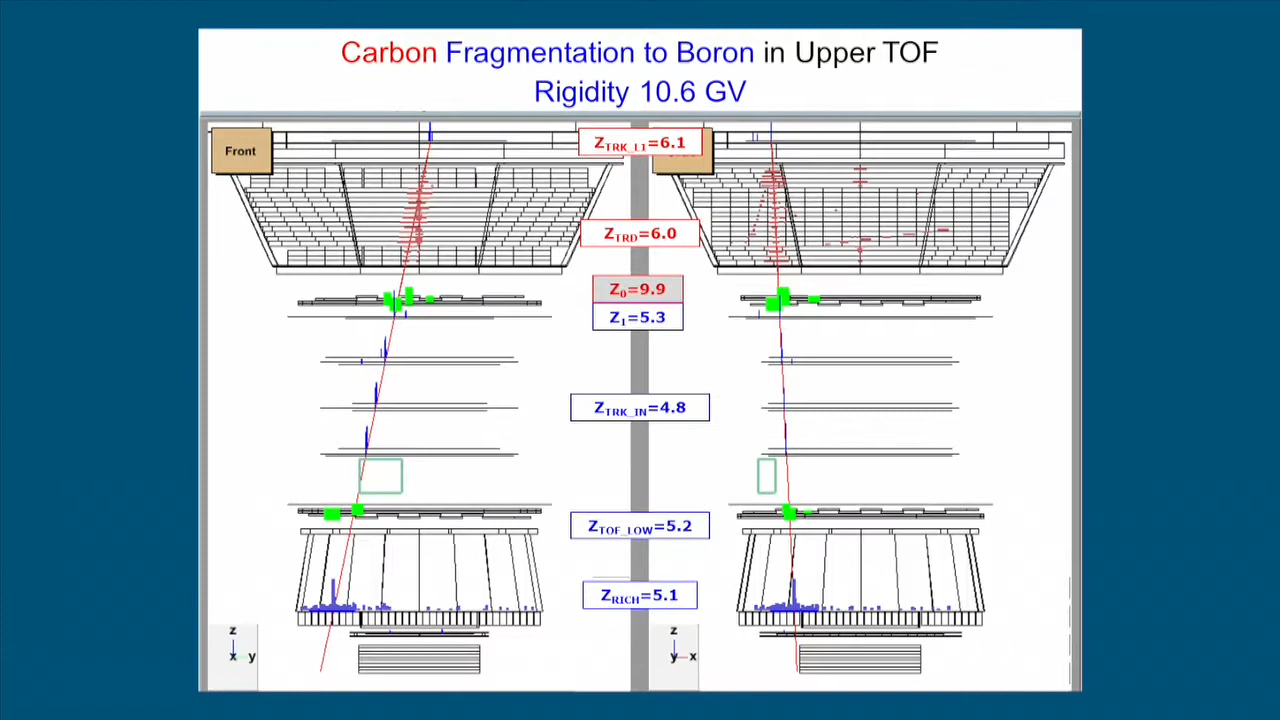 Carbon Fragmentation to Boron in Upper TOF
Rigidity 10.6 GV
Front
Z_TRK_L1=6.1
Z_TRD=6.0
Z_0=9.9
Z_1=5.3
Z_TRK_IN=4.8
Z_TOF_LOW=5.2
Z_RICH=5.1
z
x y
z
y x